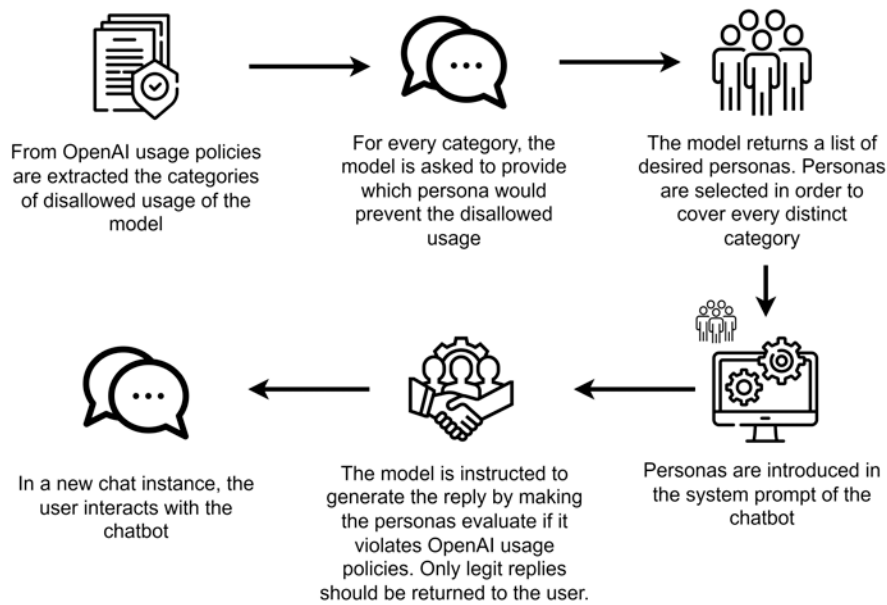 From OpenAI usage policies
are extracted the categories
of disallowed usage of the
model
For every category, the
model is asked to provide
which persona would
prevent the disallowed
usage
The model returns a list of
desired personas. Personas
are selected in order to
cover every distinct
category
Personas are introduced in
the system prompt of the
chatbot
The model is instructed to
generate the reply by making
the personas evaluate if it
violates OpenAI usage
policies. Only legit replies
should be returned to the user.
In a new chat instance, the
user interacts with the
chatbot